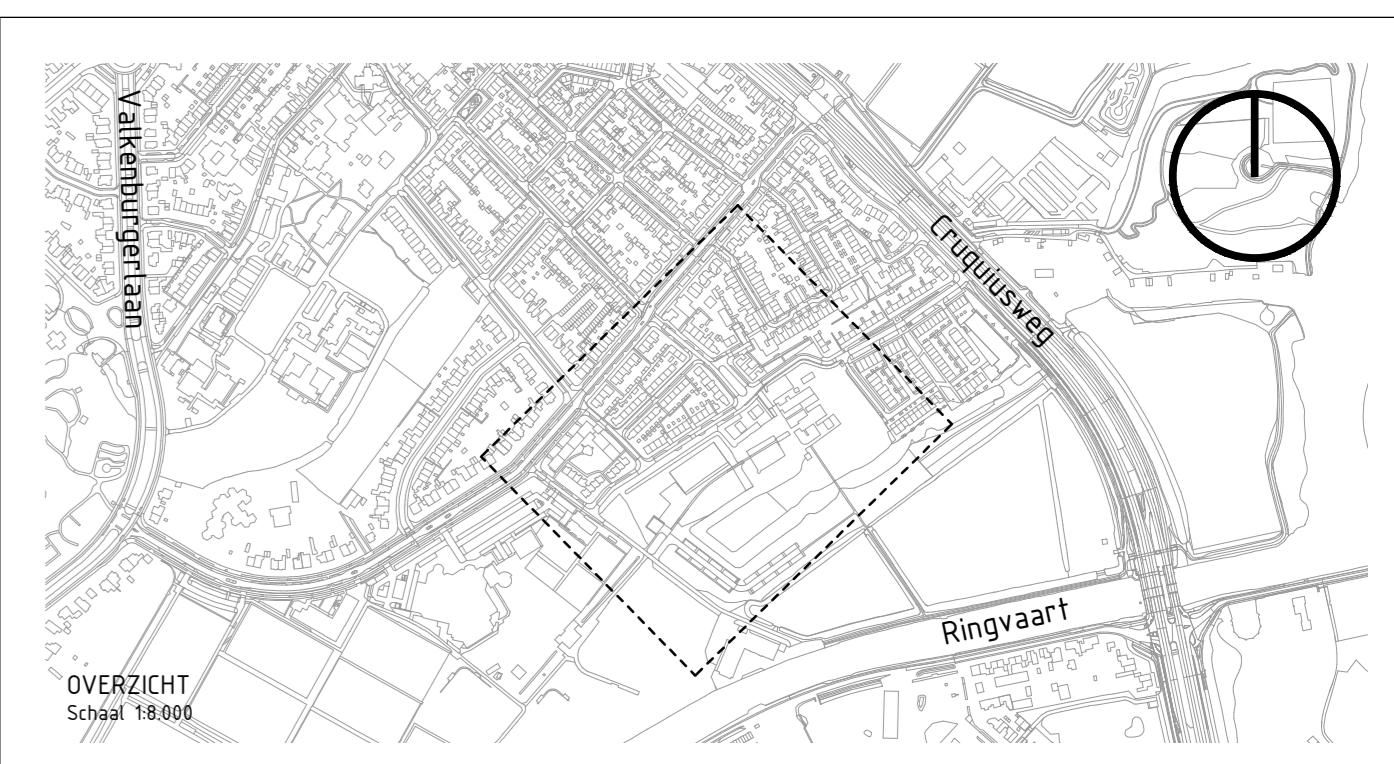 Valkenburgerlaan
Cruquiusweg
Ringvaart
OVERZICHT
Schaal 1:8.000